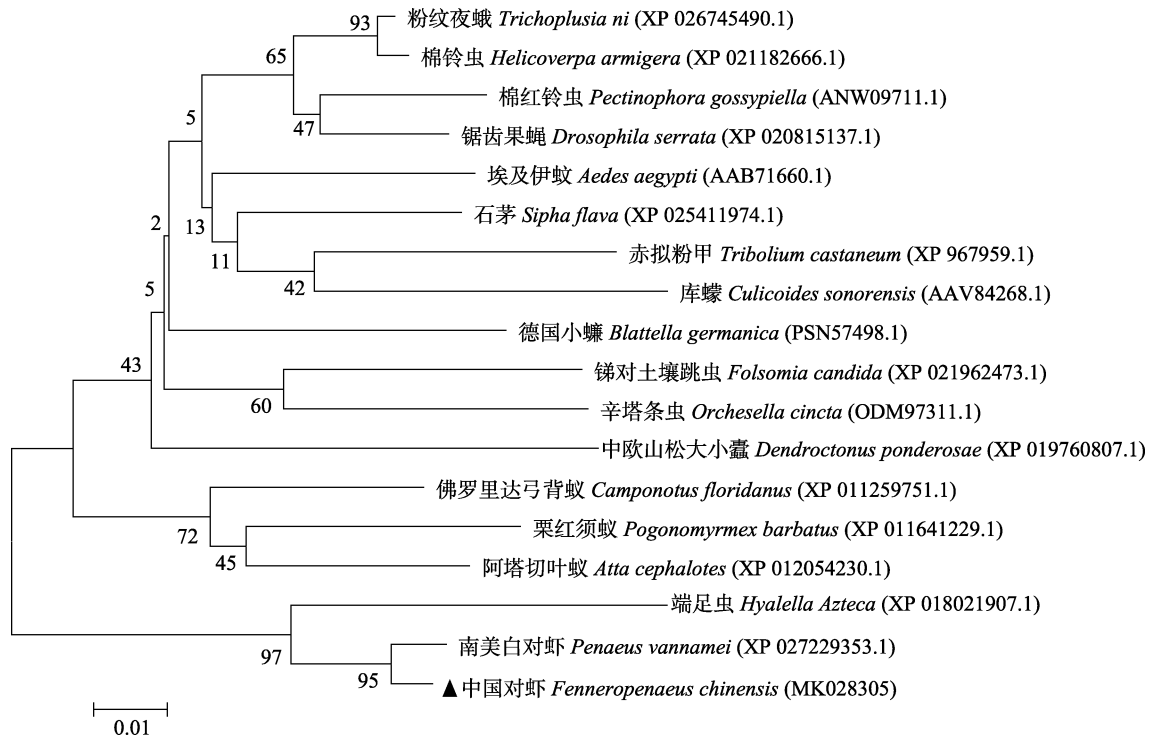 93 粉纹夜蛾 Trichoplusia ni (XP 026745490.1)
65 棉铃虫 Helicoverpa armigera (XP 021182666.1)
棉红铃虫 Pectinophora gossypiella (ANW09711.1)
5
47 锯齿果蝇 Drosophila serrata (XP 020815137.1)
埃及伊蚊 Aedes aegypti (AAB71660.1)
2 13 石茅 Sipha flava (XP 025411974.1)
11 赤拟粉甲 Tribolium castaneum (XP 967959.1)
5 42 库蠓 Culicoides sonorensis (AAV84268.1)
德国小蠊 Blattella germanica (PSN57498.1)
43 锑对土壤跳虫 Folsomia candida (XP 021962473.1)
60 辛塔条虫 Orchesella cincta (ODM97311.1)
中欧山松大小蠹 Dendroctonus ponderosae (XP 019760807.1)
佛罗里达弓背蚁 Camponotus floridanus (XP 011259751.1)
72 栗红须蚁 Pogonomyrmex barbatus (XP 011641229.1)
45 阿塔切叶蚁 Atta cephalotes (XP 012054230.1)
端足虫 Hyalella Azteca (XP 018021907.1)
97 南美白对虾 Penaeus vannamei (XP 027229353.1)
95 ▲中国对虾 Fenneropenaeus chinensis (MK028305)
0.01